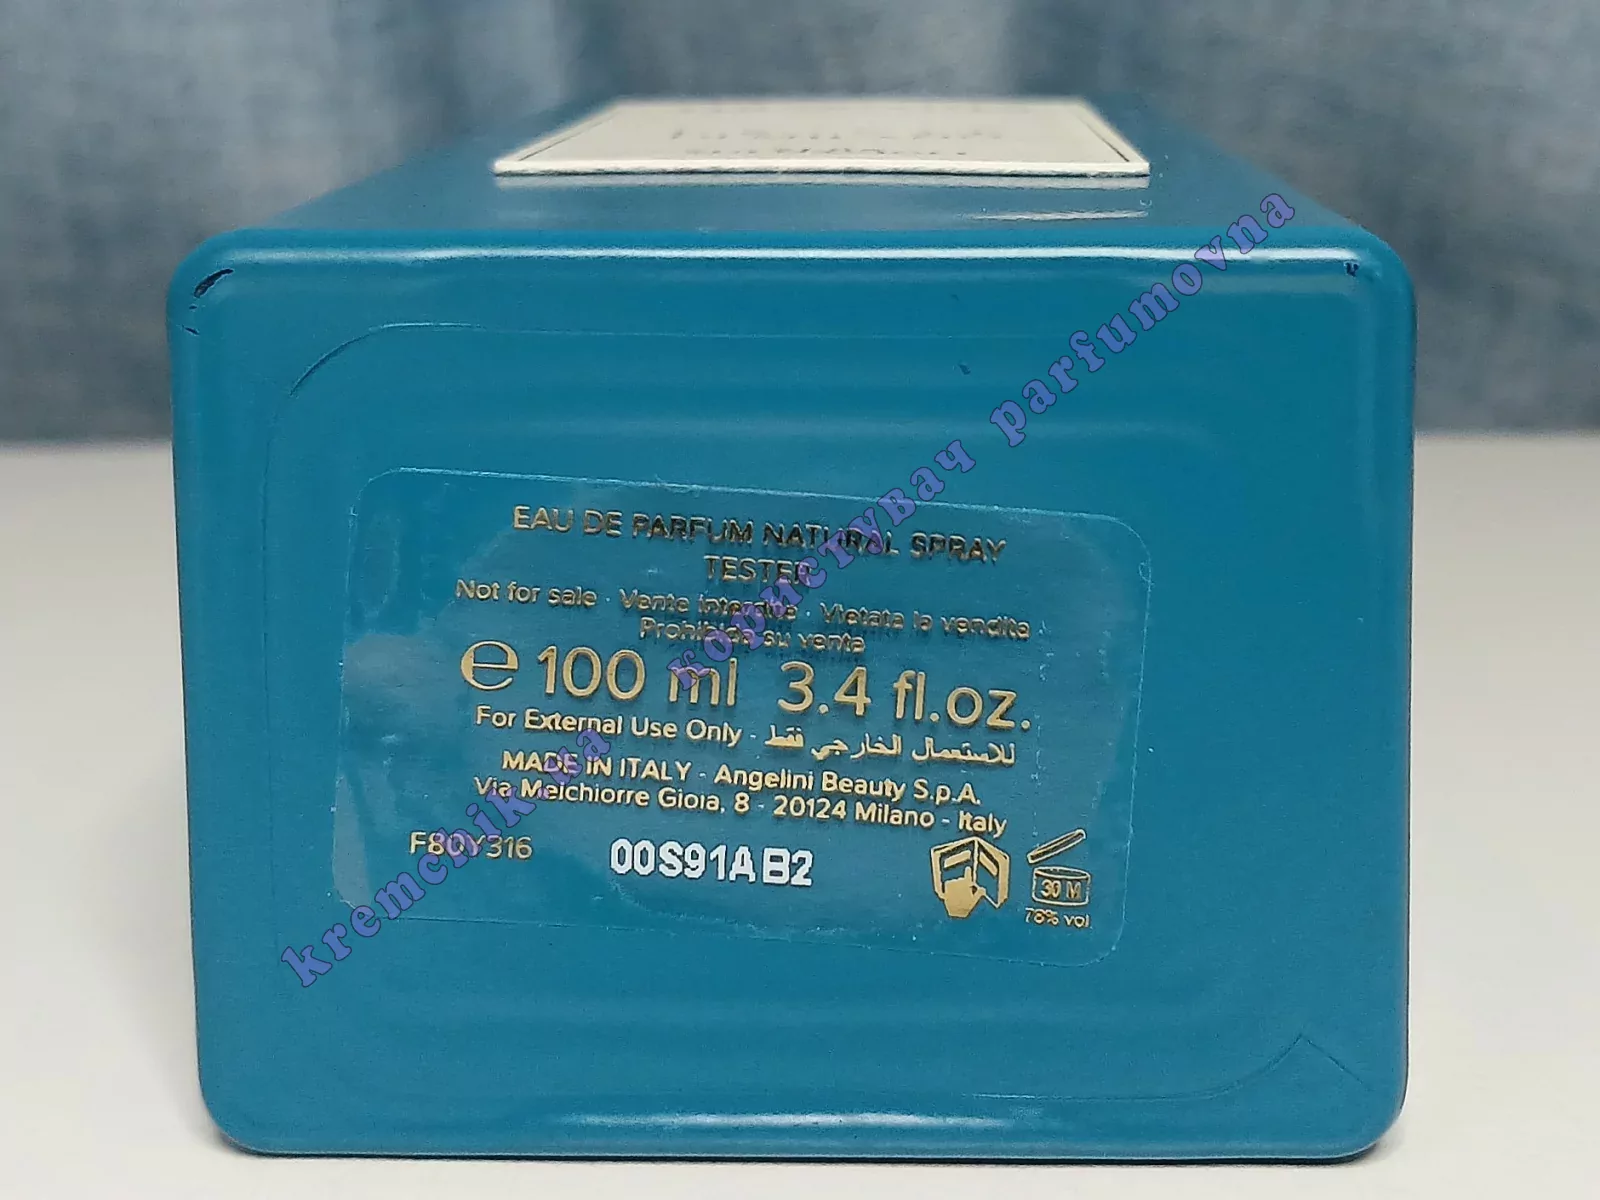 EAU DE PARFUM NATURAL SPRAY
TESTER
Not for sale · Vente interdite · Vietata la vendita
Prohibida su venta
℮ 100 ml 3.4 fl.oz.
For External Use Only - للاستعمال الخارجي فقط
MADE IN ITALY - Angelini Beauty S.p.A.
Via Melchiorre Gioia, 8 - 20124 Milano - Italy
F80Y316
00S91AB2
30 M
78% vol
kremchik.ua користувач parfumovna